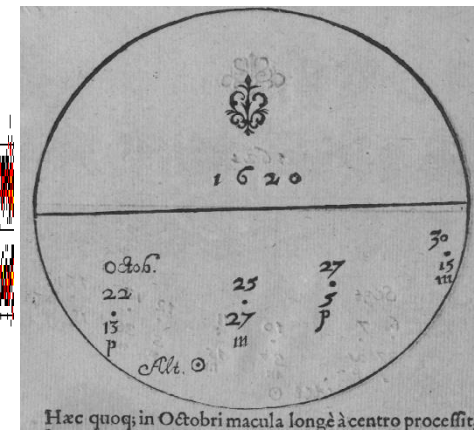 1620
Octob.
22
13
p
25
27
m
27
5
p
30
15
m
Alt. ☉
Hæc quoq; in Octobri macula longè à centro processit